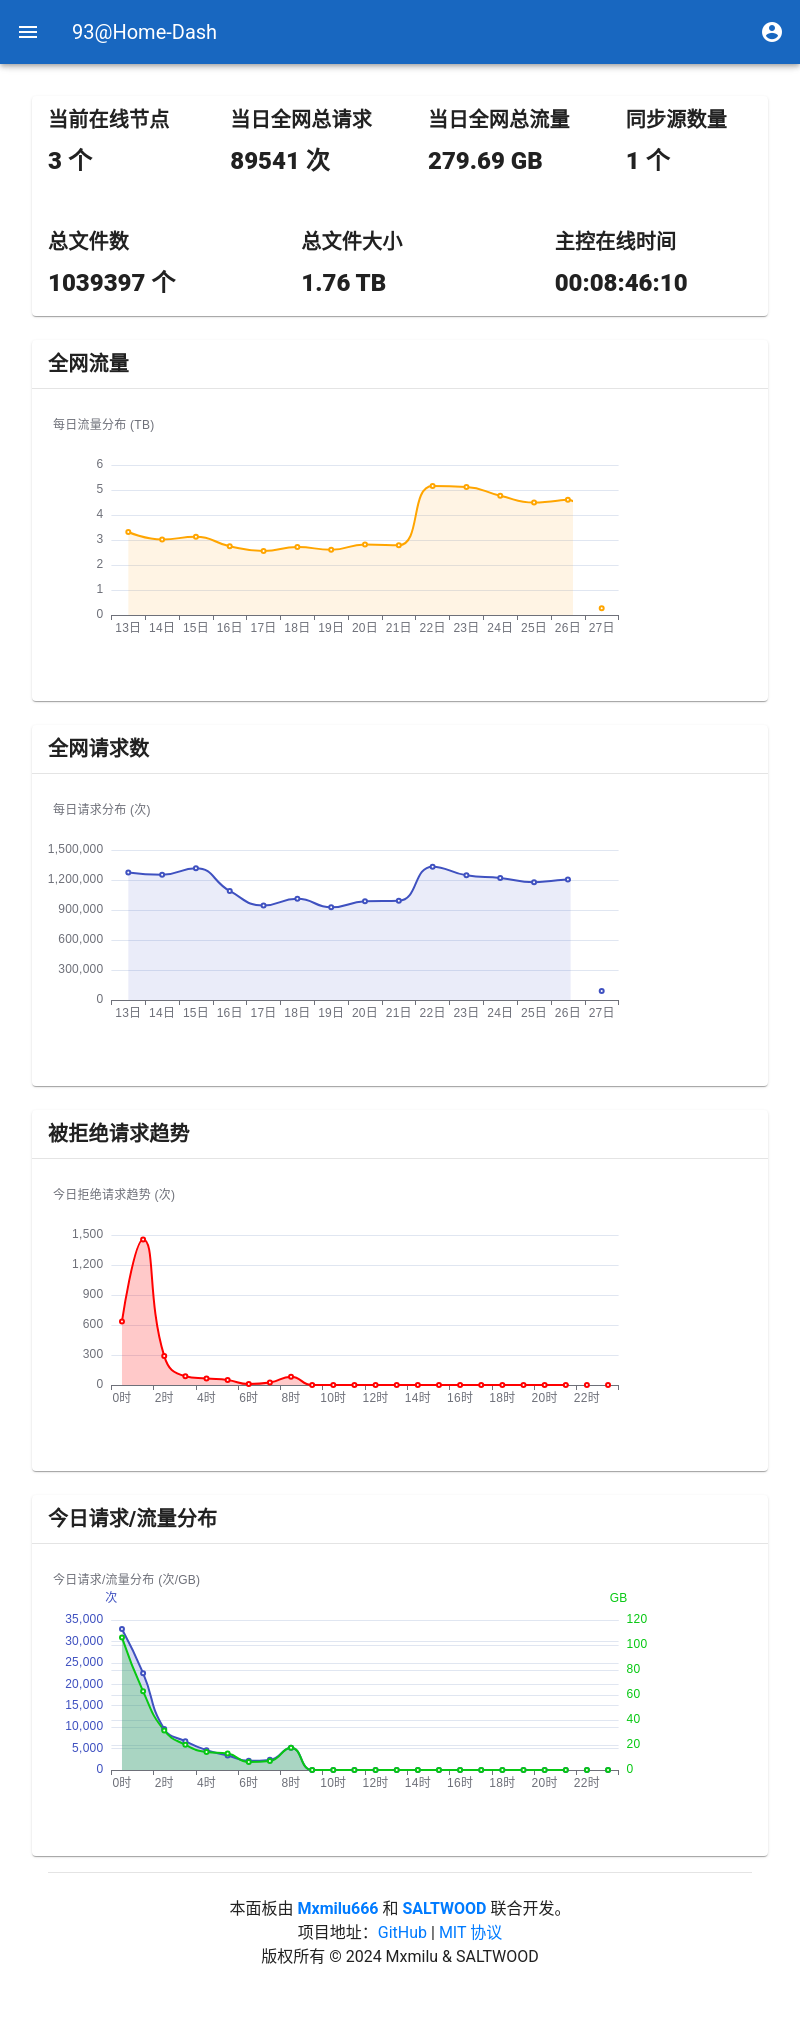 93@Home-Dash
当前在线节点 当日全网总请求 当日全网总流量 同步源数量
3 个 89541 次 279.69 GB 1 个
总文件数 总文件大小 主控在线时间
1039397 个 1.76 TB 00:08:46:10
全网流量
每日流量分布 (TB)
6
5
4
3
2
1
0
13日 14日 15日 16日 17日 18日 19日 20日 21日 22日 23日 24日 25日 26日 27日
全网请求数
每日请求分布 (次)
1,500,000
1,200,000
900,000
600,000
300,000
0
13日 14日 15日 16日 17日 18日 19日 20日 21日 22日 23日 24日 25日 26日 27日
被拒绝请求趋势
今日拒绝请求趋势 (次)
1,500
1,200
900
600
300
0
0时 2时 4时 6时 8时 10时 12时 14时 16时 18时 20时 22时
今日请求/流量分布
今日请求/流量分布 (次/GB)
次 GB
35,000 120
30,000 100
25,000 80
20,000 60
15,000 40
10,000 20
5,000 0
0
0时 2时 4时 6时 8时 10时 12时 14时 16时 18时 20时 22时
本面板由 Mxmilu666 和 SALTWOOD 联合开发。
项目地址：GitHub | MIT 协议
版权所有 © 2024 Mxmilu & SALTWOOD